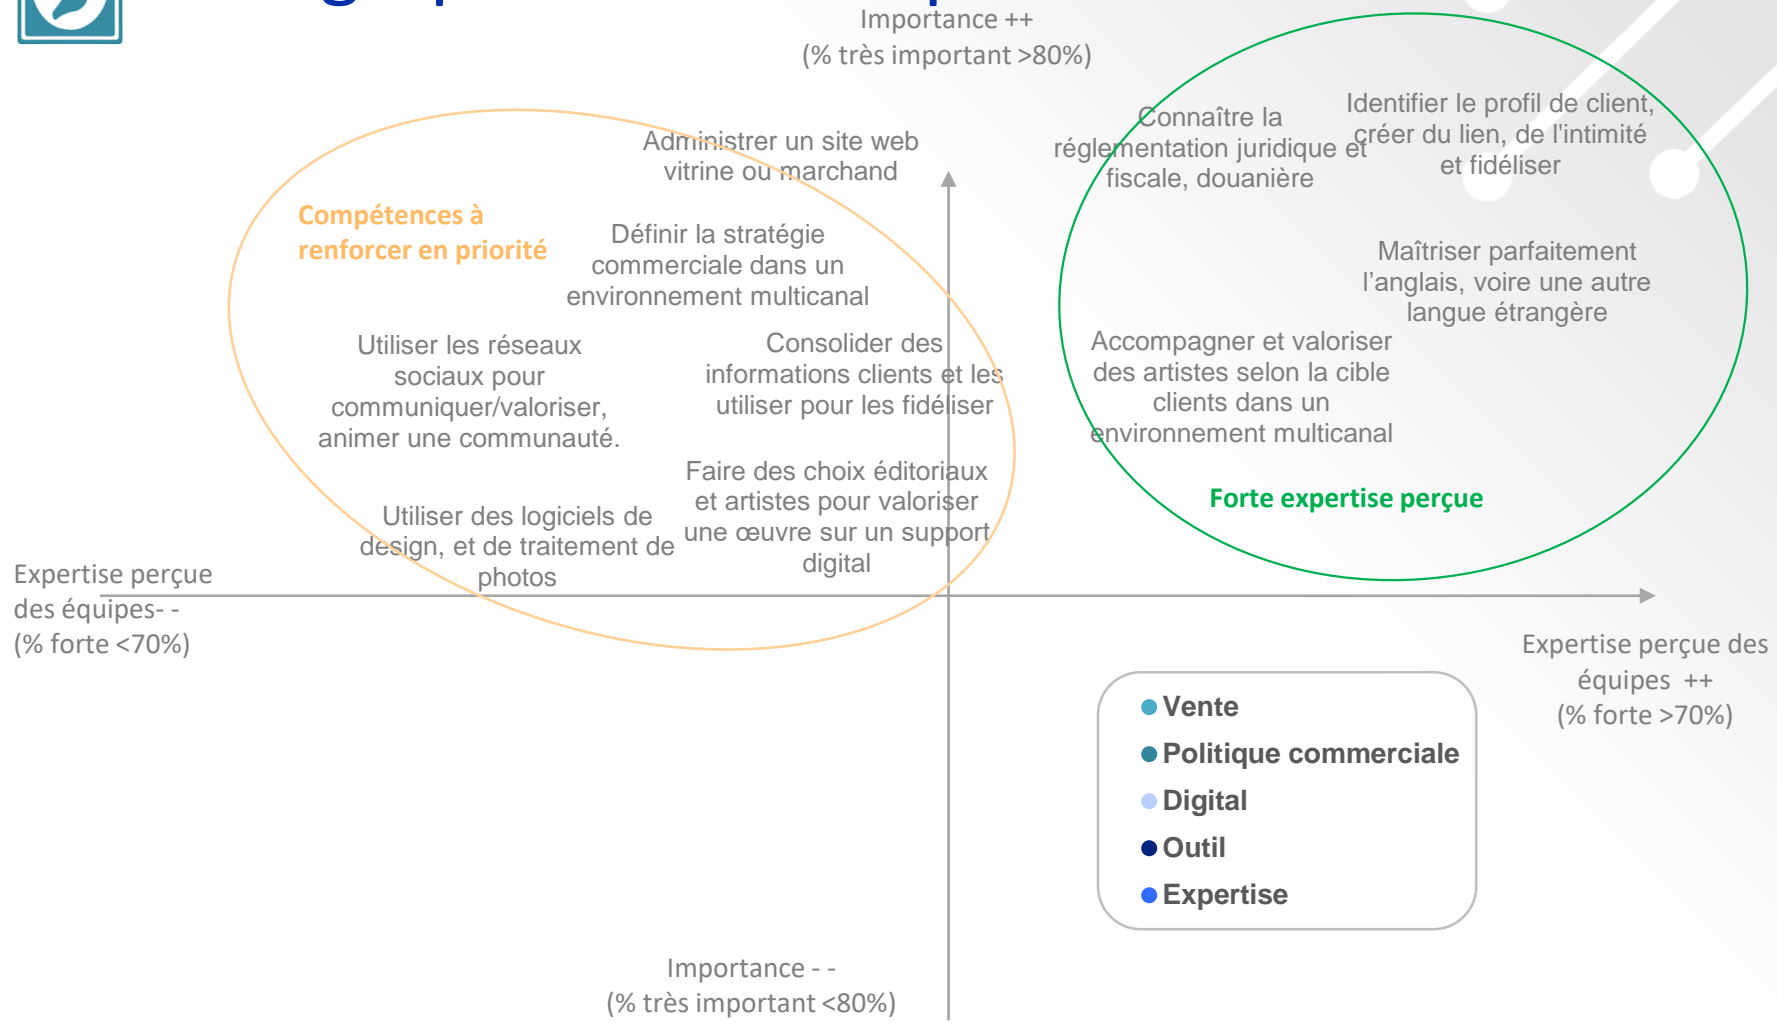 Importance ++
(% très important >80%)
Administrer un site web
vitrine ou marchand
Connaître la
réglementation juridique et
fiscale, douanière
Identifier le profil de client,
créer du lien, de l'intimité
et fidéliser
Compétences à
renforcer en priorité
Définir la stratégie
commerciale dans un
environnement multicanal
Maîtriser parfaitement
l’anglais, voire une autre
langue étrangère
Utiliser les réseaux
sociaux pour
communiquer/valoriser,
animer une communauté.
Consolider des
informations clients et les
utiliser pour les fidéliser
Accompagner et valoriser
des artistes selon la cible
clients dans un
environnement multicanal
Faire des choix éditoriaux
et artistes pour valoriser
une œuvre sur un support
digital
Utiliser des logiciels de
design, et de traitement de
photos
Forte expertise perçue
Expertise perçue
des équipes- -
(% forte <70%)
Expertise perçue des
équipes  ++
(% forte >70%)
Vente
Politique commerciale
Digital
Outil
Expertise
Importance - -
(% très important <80%)